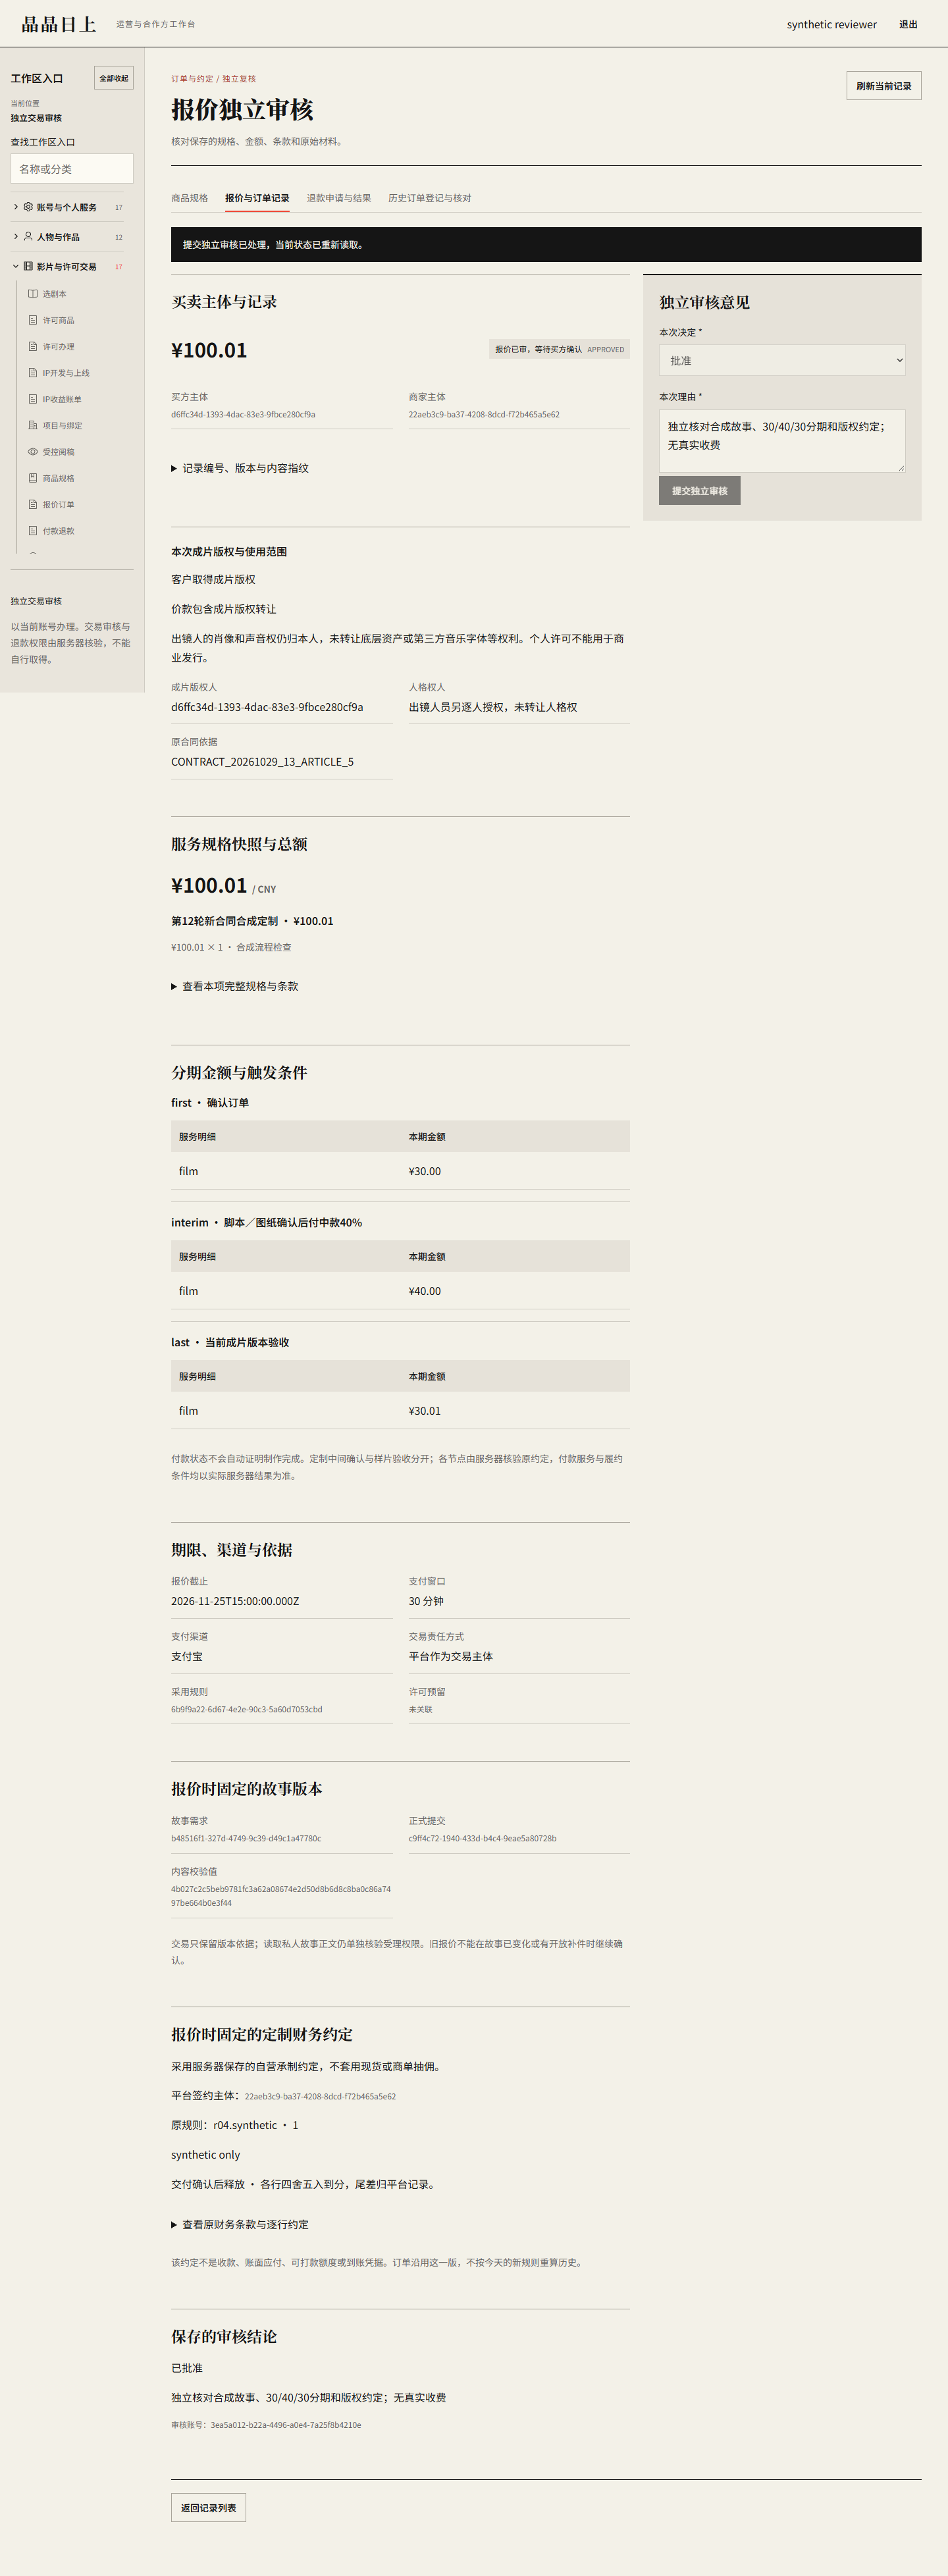 晶晶日上
运营与合作方工作台
synthetic reviewer
退出
工作区入口
全部收起
当前位置
独立交易审核
查找工作区入口
名称或分类
账号与个人服务 17
人物与作品 12
影片与许可交易 17
选剧本
许可商品
许可办理
IP开发与上线
IP收益账单
项目与绑定
受控阅稿
商品规格
报价订单
付款退款
独立交易审核
以当前账号办理。交易审核与
退款权限由服务器核验，不能
自行取得。
订单与约定 / 独立复核
报价独立审核
核对保存的规格、金额、条款和原始材料。
刷新当前记录
商品规格
报价与订单记录
退款申请与结果
历史订单登记与核对
提交独立审核已处理，当前状态已重新读取。
买卖主体与记录
¥100.01
报价已审，等待买方确认 APPROVED
买方主体
d6ffc34d-1393-4dac-83e3-9fbce280cf9a
商家主体
22aeb3c9-ba37-4208-8dcd-f72b465a5e62
▶ 记录编号、版本与内容指纹
独立审核意见
本次决定 *
批准
本次理由 *
独立核对合成故事、30/40/30分期和版权约定；
无真实收费
提交独立审核
本次成片版权与使用范围
客户取得成片版权
价款包含成片版权转让
出镜人的肖像和声音权仍归本人，未转让底层资产或第三方音乐字体等权利。个人许可不能用于商
业发行。
成片版权人
d6ffc34d-1393-4dac-83e3-9fbce280cf9a
人格权人
出镜人员另逐人授权，未转让人格权
原合同依据
CONTRACT_20261029_13_ARTICLE_5
服务规格快照与总额
¥100.01 / CNY
第12轮新合同合成定制 · ¥100.01
¥100.01 × 1 · 合成流程检查
▶ 查看本项完整规格与条款
分期金额与触发条件
first · 确认订单
服务明细 本期金额
film ¥30.00
interim · 脚本／图纸确认后付中款40%
服务明细 本期金额
film ¥40.00
last · 当前成片版本验收
服务明细 本期金额
film ¥30.01
付款状态不会自动证明制作完成。定制中间确认与样片验收分开；各节点由服务器核验原约定，付款服务与履约
条件均以实际服务器结果为准。
期限、渠道与依据
报价截止
2026-11-25T15:00:00.000Z
支付窗口
30 分钟
支付渠道
支付宝
交易责任方式
平台作为交易主体
采用规则
6b9f9a22-6d67-4e2e-90c3-5a60d7053cbd
许可预留
未关联
报价时固定的故事版本
故事需求
b48516f1-327d-4749-9c39-d49c1a47780c
正式提交
c9ff4c72-1940-433d-b4c4-9eae5a80728b
内容校验值
4b027c2c5beb9781fc3a62a08674e2d50d8b6d8c8ba0c86a74
97be664b0e3f44
交易只保留版本依据；读取私人故事正文仍单独核验受理权限。旧报价不能在故事已变化或有开放补件时继续确
认。
报价时固定的定制财务约定
采用服务器保存的自营承制约定，不套用现货或商单抽佣。
平台签约主体：22aeb3c9-ba37-4208-8dcd-f72b465a5e62
原规则：r04.synthetic · 1
synthetic only
交付确认后释放 · 各行四舍五入到分，尾差归平台记录。
▶ 查看原财务条款与逐行约定
该约定不是收款、账面应付、可打款额度或到账凭据。订单沿用这一版，不按今天的新规则重算历史。
保存的审核结论
已批准
独立核对合成故事、30/40/30分期和版权约定；无真实收费
审核账号：3ea5a012-b22a-4496-a0e4-7a25f8b4210e
返回记录列表